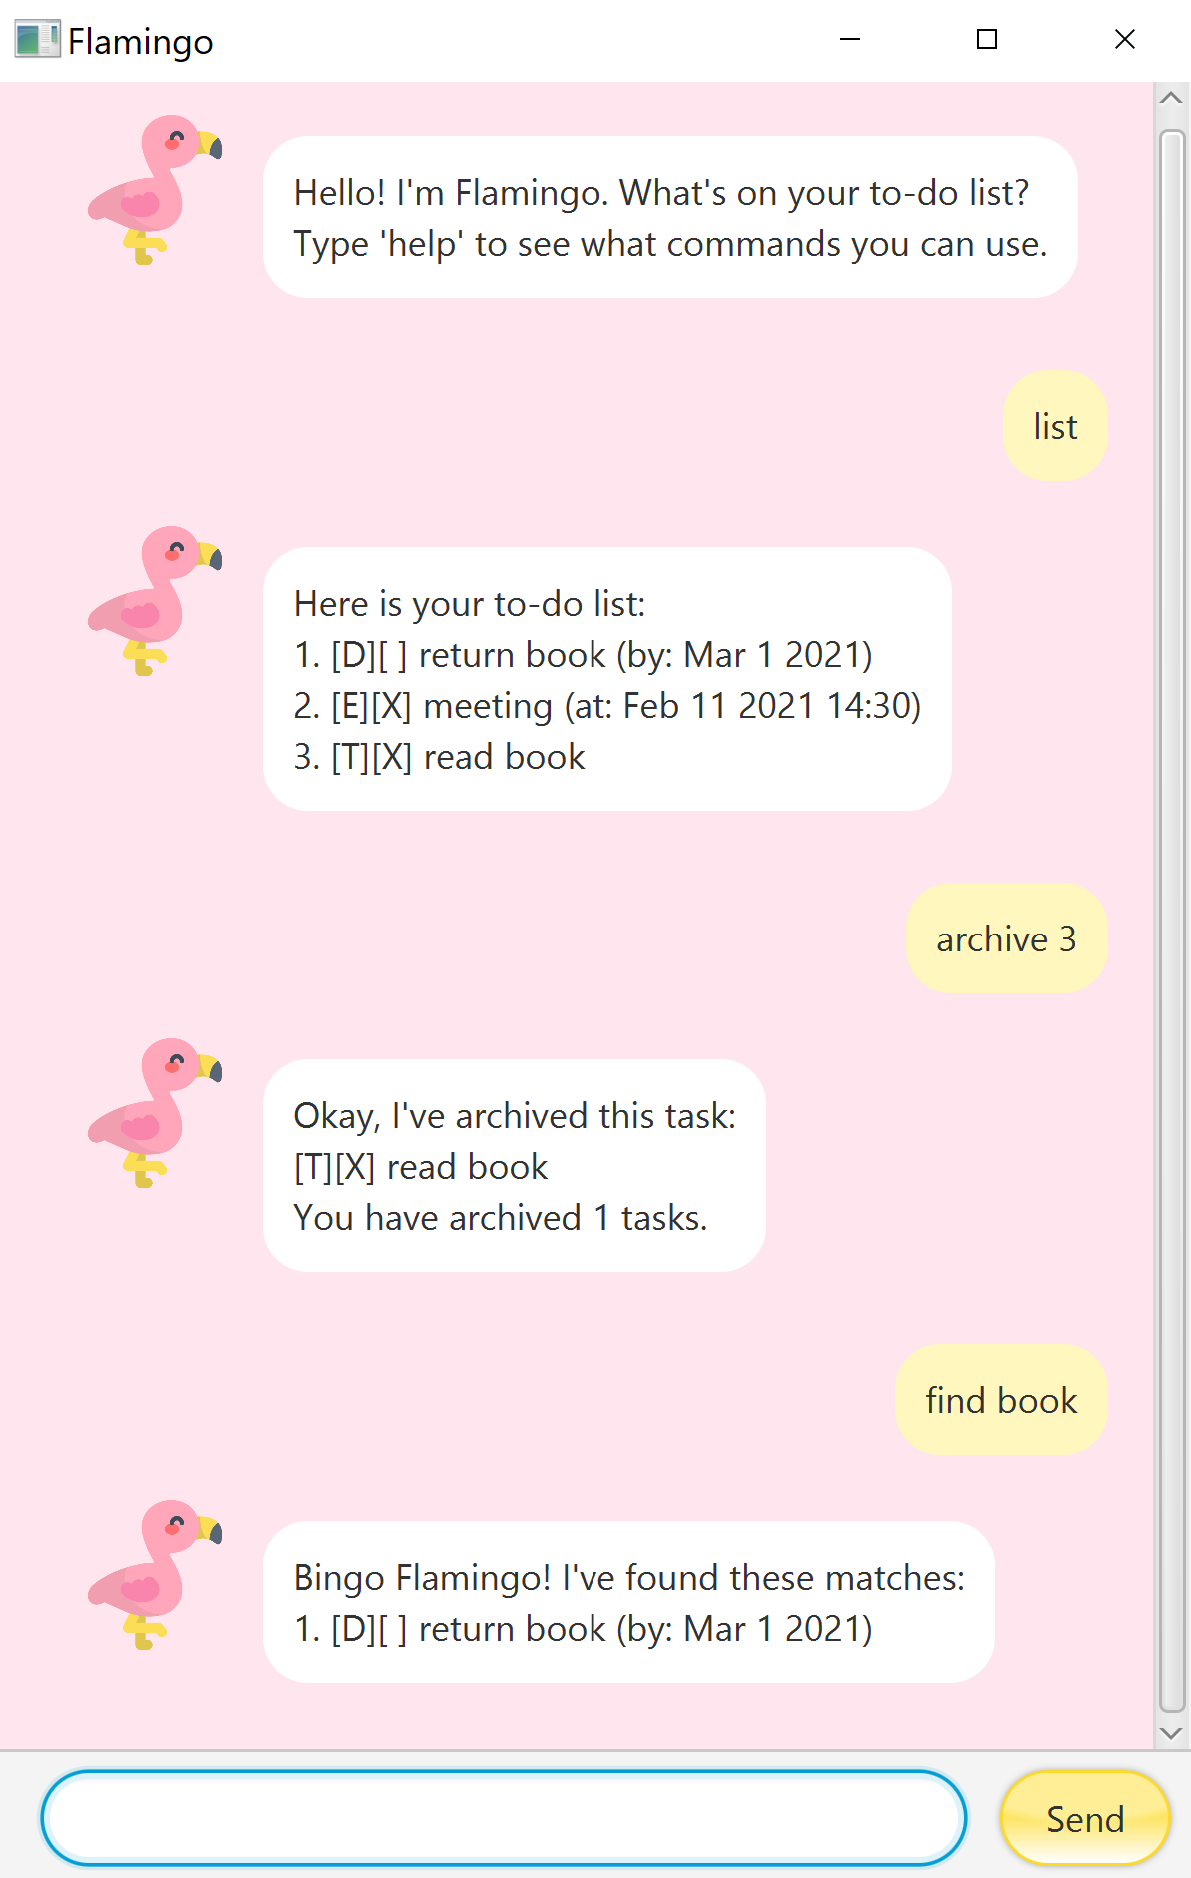 Flamingo
Hello! I'm Flamingo. What's on your to-do list?
Type 'help' to see what commands you can use.
list
Here is your to-do list:
1. [D][ ] return book (by: Mar 1 2021)
2. [E][X] meeting (at: Feb 11 2021 14:30)
3. [T][X] read book
archive 3
Okay, I've archived this task:
[T][X] read book
You have archived 1 tasks.
find book
Bingo Flamingo! I've found these matches:
1. [D][ ] return book (by: Mar 1 2021)
Send